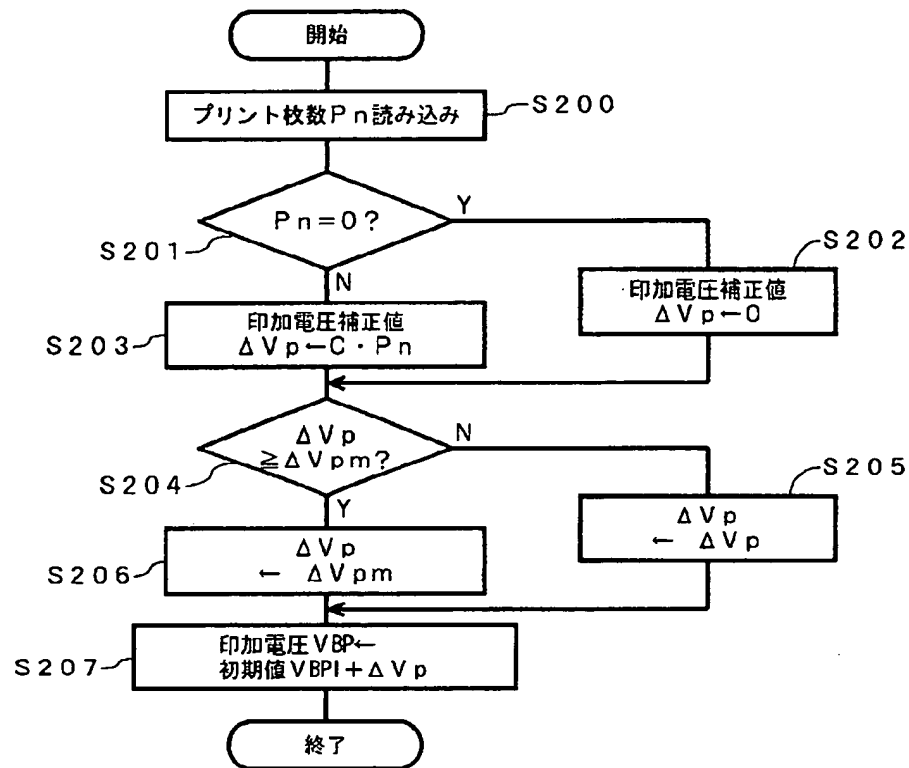 開始
プリント枚数Pn読み込み
S200
Pn=0?
Y
S201
N
S202
印加電圧補正値
ΔVp←0
印加電圧補正値
ΔVp←C・Pn
S203
ΔVp
≧ΔVpm?
N
S204
Y
S205
ΔVp
← ΔVp
ΔVp
← ΔVpm
S206
印加電圧VBP←
初期値VBPI+ΔVp
S207
終了